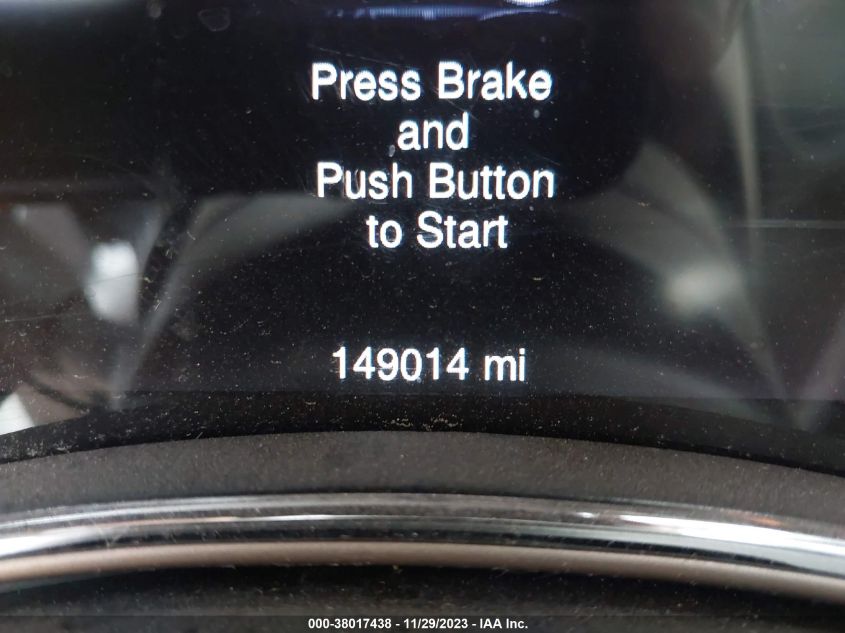 Press Brake
and
Push Button
to Start
149014 mi
000-38017438 - 11/29/2023 - IAA Inc.